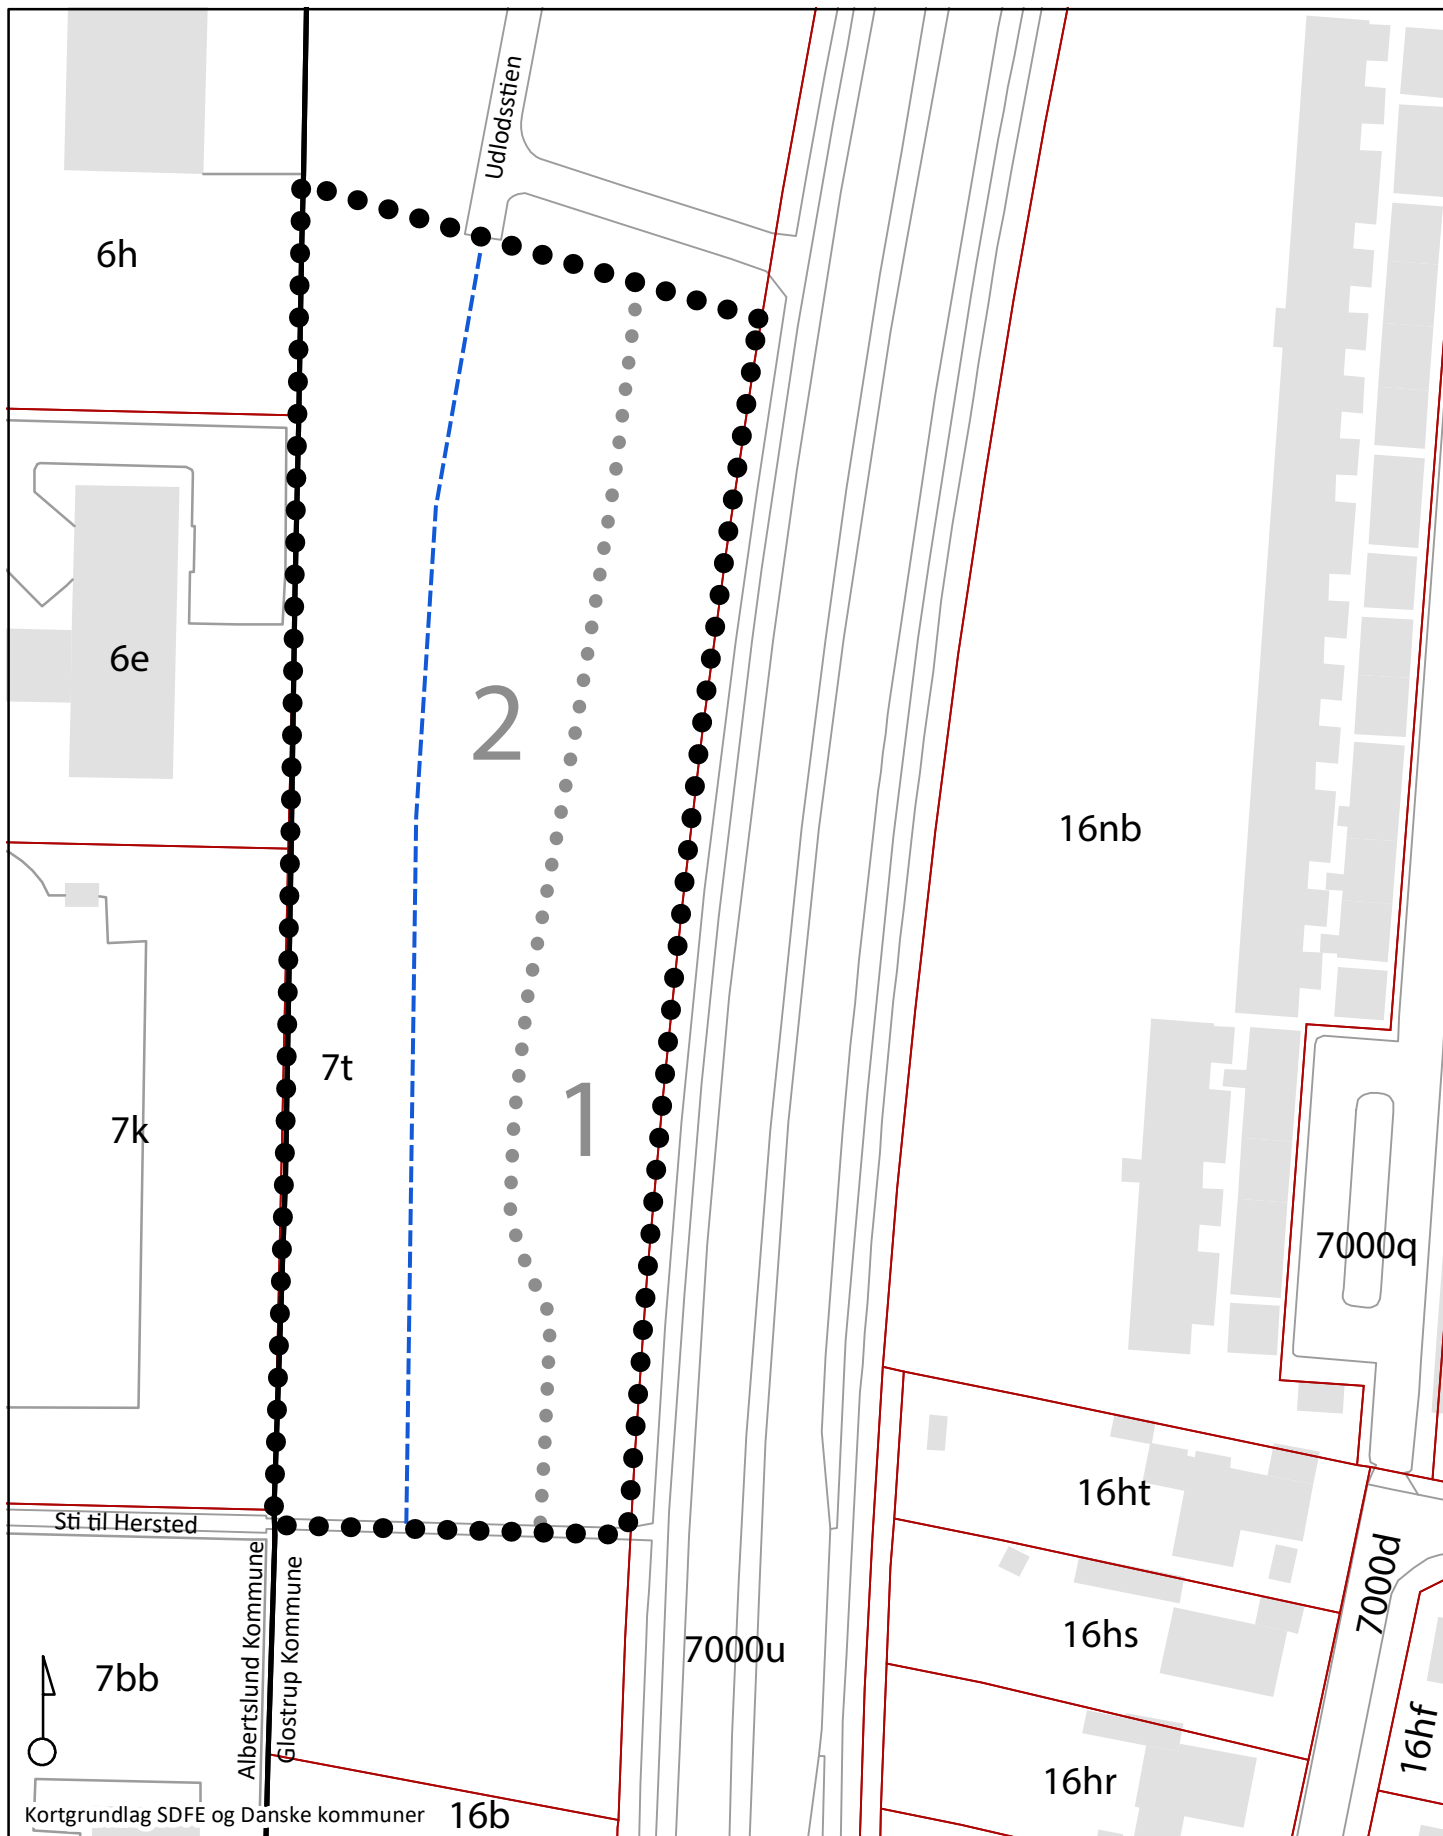 Udlodsstien
6h
6e
2
16nb
7t
1
7k
7000q
16ht
Sti til Hersted
7000d
Albertslund Kommune
Glostrup Kommune
16hs
7000u
7bb
16hf
16hr
Kortgrundlag SDFE og Danske kommuner
16b